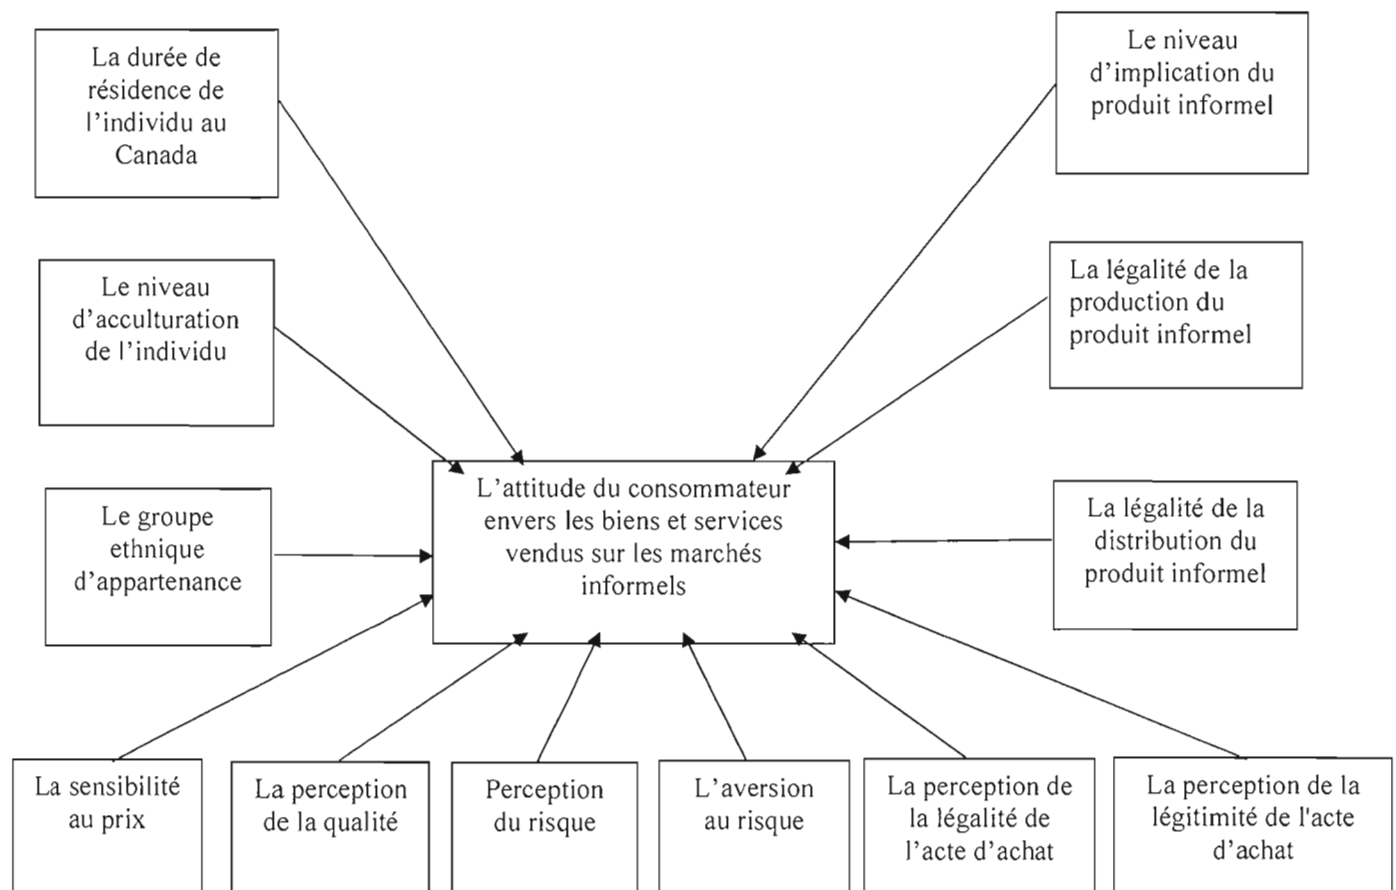 La durée de
résidence de
l’individu au
Canada
Le niveau
d’implication du
produit informel
Le niveau
d’acculturation
de l’individu
La légalité de la
production du
produit informel
Le groupe
ethnique
d’appartenance
L’attitude du consommateur
envers les biens et services
vendus sur les marchés
informels
La légalité de la
distribution du
produit informel
La sensibilité
au prix
La perception
de la qualité
Perception
du risque
L’aversion
au risque
La perception de
la légalité de
l’acte d’achat
La perception de la
légitimité de l'acte
d’achat